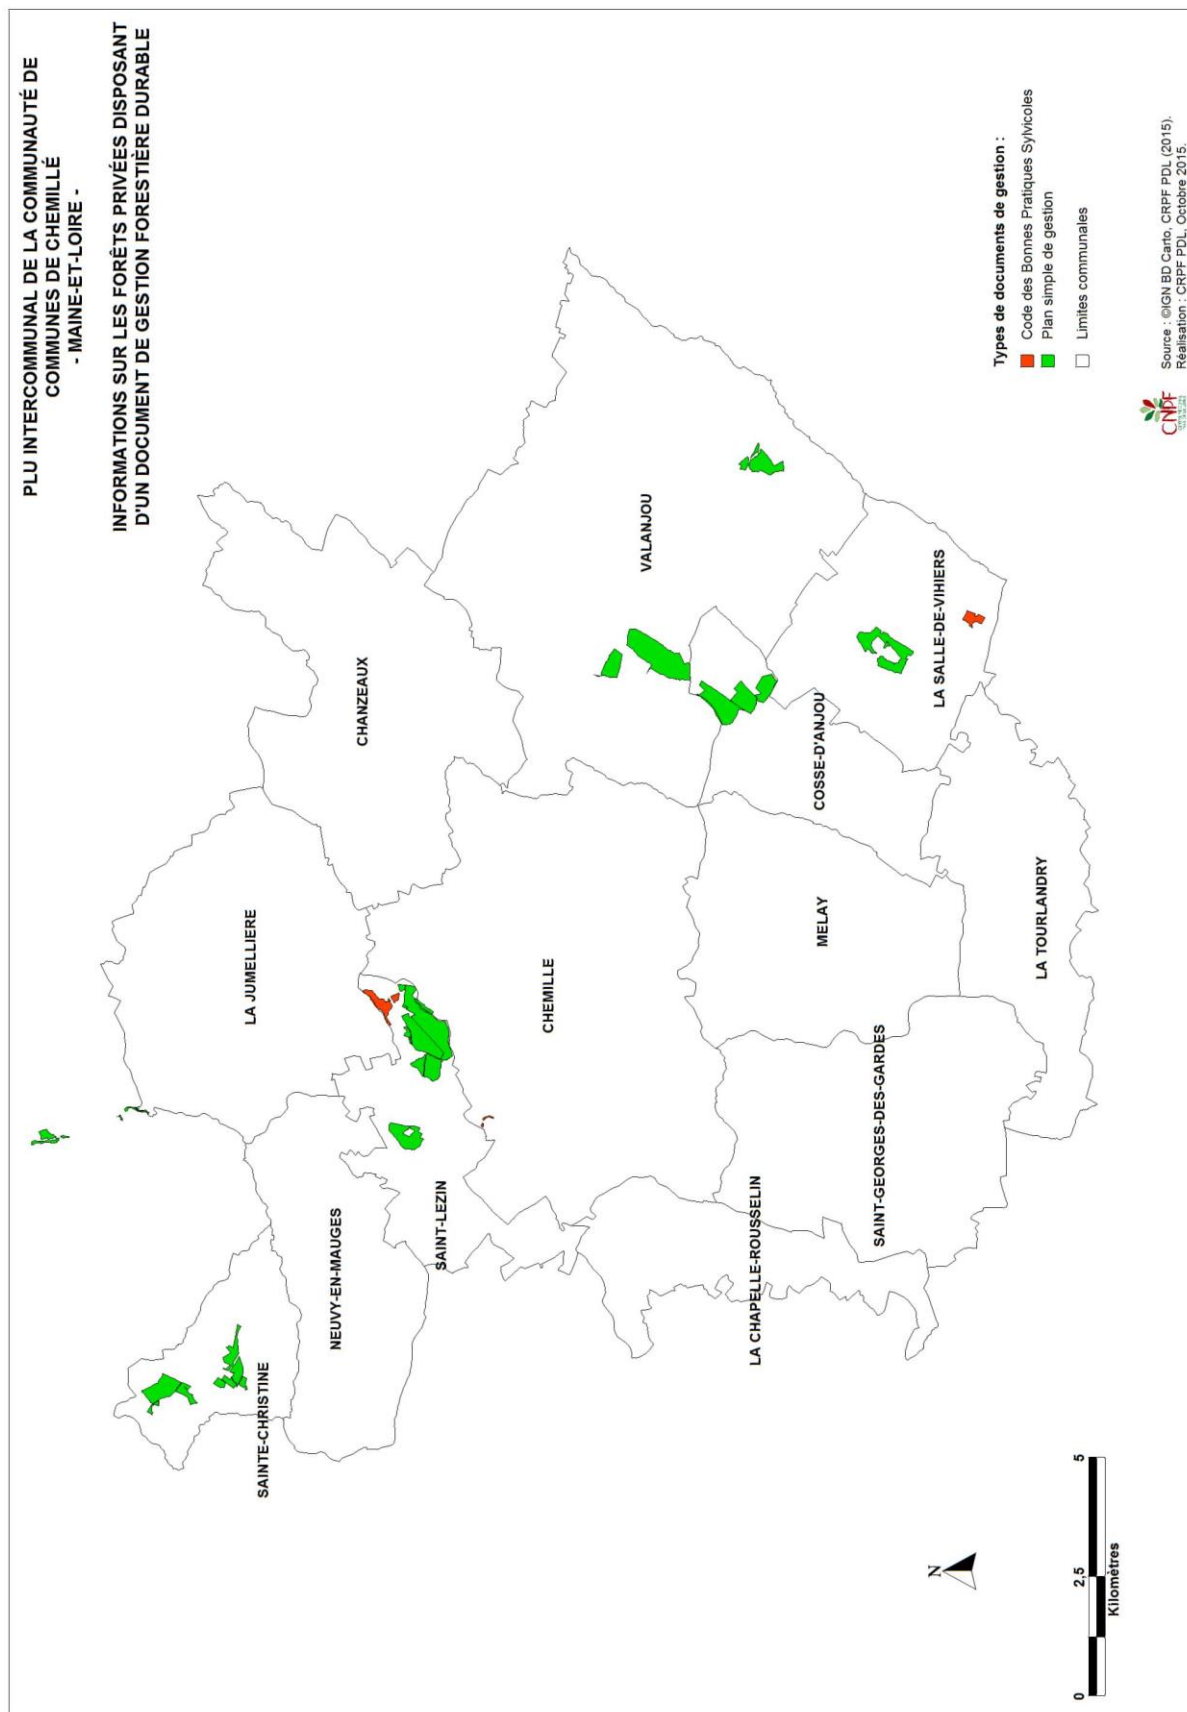 PLU INTERCOMMUNAL DE LA COMMUNAUTÉ DE
COMMUNES DE CHEMILLÉ
- MAINE-ET-LOIRE -
INFORMATIONS SUR LES FORÊTS PRIVÉES DISPOSANT
D'UN DOCUMENT DE GESTION FORESTIÈRE DURABLE
SAINTE-CHRISTINE
NEUVY-EN-MAUGES
LA JUMELLIERE
CHANZEAUX
SAINT-LEZIN
CHEMILLE
VALANJOU
LA CHAPELLE-ROUSSELIN
SAINT-GEORGES-DES-GARDES
MELAY
COSSE-D'ANJOU
LA SALLE-DE-VIHIERS
LA TOURLANDRY
Types de documents de gestion :
Code des Bonnes Pratiques Sylvicoles
Plan simple de gestion
Limites communales
N
0
2,5
5
Kilomètres
CNPF
Source : ©IGN BD Carto, CRPF PDL (2015).
Réalisation : CRPF PDL, Octobre 2015.